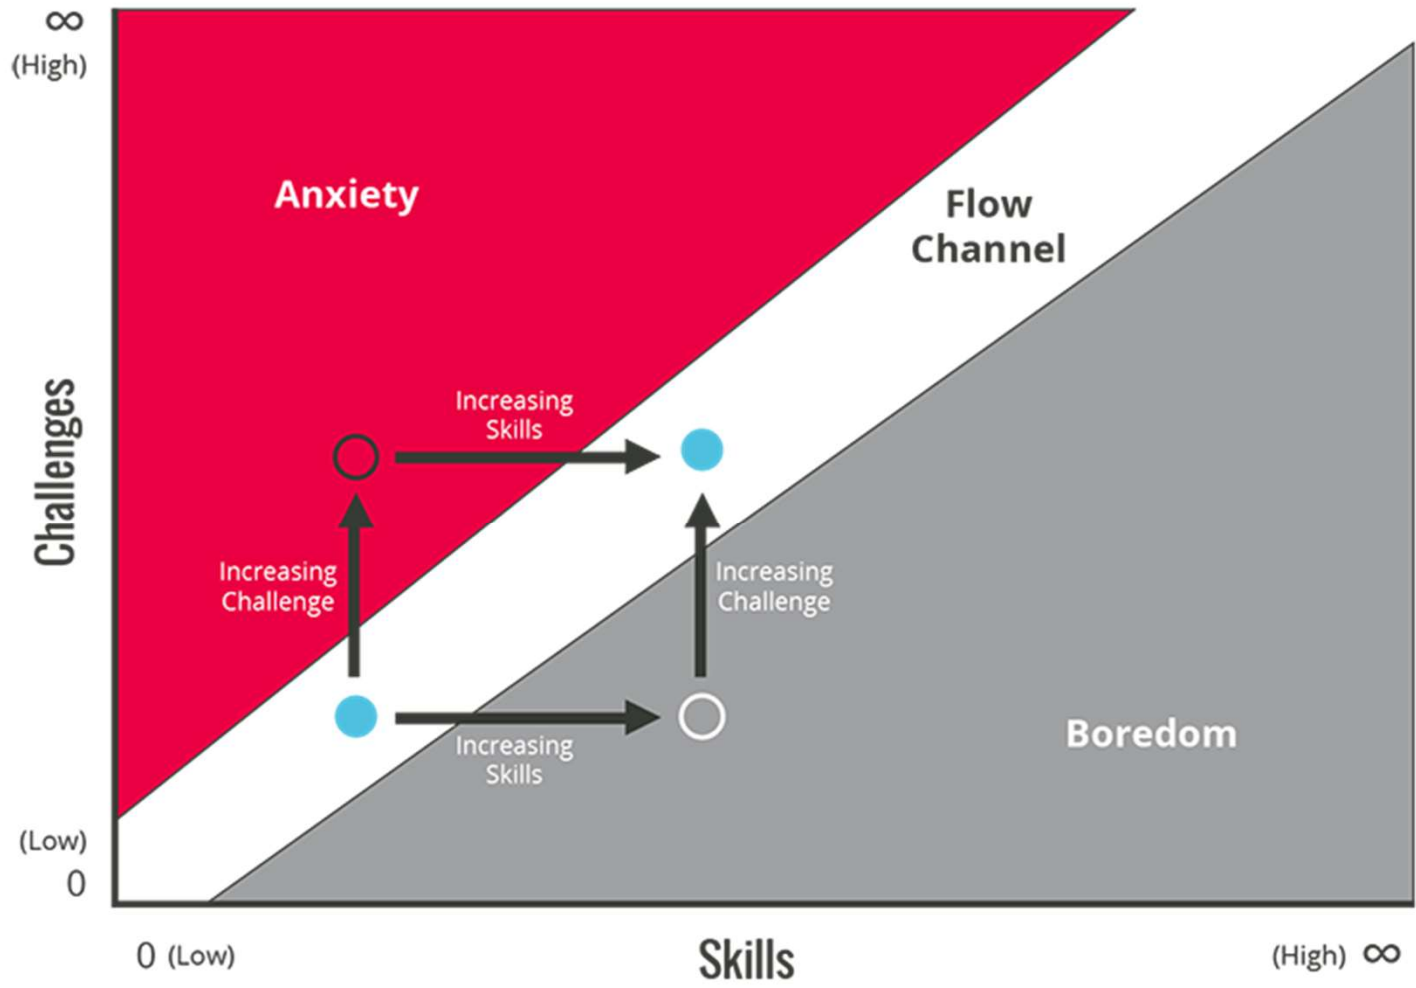 ∞
(High)
Anxiety
Flow
Channel
Challenges
Increasing
Skills
Increasing
Challenge
Increasing
Challenge
Increasing
Skills
Boredom
(Low)
0
0 (Low)
Skills
(High) ∞